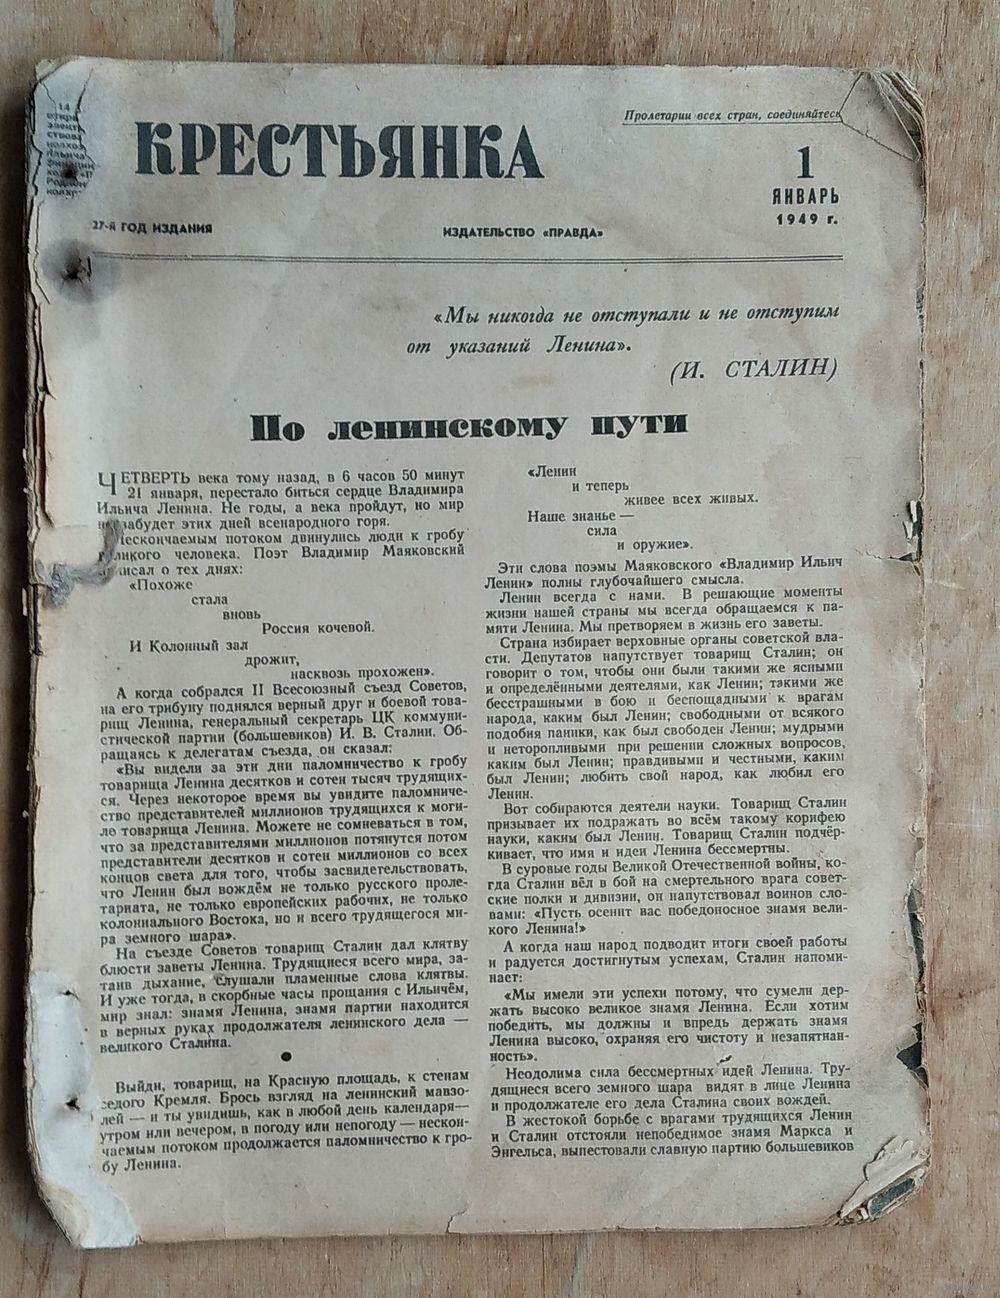 Пролетарии всех стран, соединяйтесь
КРЕСТЬЯНКА
1
ЯНВАРЬ
1949 г.
27-й ГОД ИЗДАНИЯ
ИЗДАТЕЛЬСТВО «ПРАВДА»
«Мы никогда не отступали и не отступим
от указаний Ленина».
(И. СТАЛИН)
По ленинскому пути
ЧЕТВЕРТЬ века тому назад, в 6 часов 50 минут
21 января, перестало биться сердце Владимира
Ильича Ленина. Не годы, а века пройдут, но мир
забудет этих дней всенародного горя.
ескончаемым потоком двинулись люди к гробу
ликого человека. Поэт Владимир Маяковский
исал о тех днях:
«Похоже
стала
вновь
Россия кочевой.
И Колонный зал
дрожит,
насквозь прохожен».
А когда собрался II Всесоюзный съезд Советов,
на его трибуну поднялся верный друг и боевой това-
рищ Ленина, генеральный секретарь ЦК коммуни-
стической партии (большевиков) И. В. Сталин. Об-
ращаясь к делегатам съезда, он сказал:
«Вы видели за эти дни паломничество к гробу
товарища Ленина десятков и сотен тысяч трудящих-
ся. Через некоторое время вы увидите паломниче-
ство представителей миллионов трудящихся к моги-
ле товарища Ленина. Можете не сомневаться в том,
что за представителями миллионов потянутся потом
представители десятков и сотен миллионов со всех
концов света для того, чтобы засвидетельствовать,
что Ленин был вождём не только русского проле-
тариата, не только европейских рабочих, не только
колониального Востока, но и всего трудящегося ми-
ра земного шара».
На съезде Советов товарищ Сталин дал клятву
блюсти заветы Ленина. Трудящиеся всего мира, за-
таив дыхание, слушали пламенные слова клятвы.
И уже тогда, в скорбные часы прощания с Ильичём,
мир знал: знамя Ленина, знамя партии находится
в верных руках продолжателя ленинского дела —
великого Сталина.
●
Выйди, товарищ, на Красную площадь, к стенам
седого Кремля. Брось взгляд на ленинский мавзо-
лей — и ты увидишь, как в любой день календаря—
утром или вечером, в погоду или непогоду — нескон-
чаемым потоком продолжается паломничество к гро-
бу Ленина.
«Ленин
и теперь
живее всех живых.
Наше знанье —
сила
и оружие».
Эти слова поэмы Маяковского «Владимир Ильич
Ленин» полны глубочайшего смысла.
Ленин всегда с нами. В решающие моменты
жизни нашей страны мы всегда обращаемся к па-
мяти Ленина. Мы претворяем в жизнь его заветы.
Страна избирает верховные органы советской вла-
сти. Депутатов напутствует товарищ Сталин; он
говорит о том, чтобы они были такими же ясными
и определёнными деятелями, как Ленин; такими же
бесстрашными в бою и беспощадными к врагам
народа, каким был Ленин; свободными от всякого
подобия паники, как был свободен Ленин; мудрыми
и неторопливыми при решении сложных вопросов,
каким был Ленин; правдивыми и честными, каким
был Ленин; любить свой народ, как любил его
Ленин.
Вот собираются деятели науки. Товарищ Сталин
призывает их подражать во всём такому корифею
науки, каким был Ленин. Товарищ Сталин подчёр-
кивает, что имя и идеи Ленина бессмертны.
В суровые годы Великой Отечественной войны, ко-
гда Сталин вёл в бой на смертельного врага совет-
ские полки и дивизии, он напутствовал воинов сло-
вами: «Пусть осенит вас победоносное знамя вели-
кого Ленина!»
А когда наш народ подводит итоги своей работы
и радуется достигнутым успехам, Сталин напоми-
нает:
«Мы имели эти успехи потому, что сумели дер-
жать высоко великое знамя Ленина. Если хотим
победить, мы должны и впредь держать знамя
Ленина высоко, охраняя его чистоту и незапятнан-
ность».
Неодолима сила бессмертных идей Ленина. Тру-
дящиеся всего земного шара видят в лице Ленина
и продолжателе его дела Сталина своих вождей.
В жестокой борьбе с врагами трудящихся Ленин
и Сталин отстояли непобедимое знамя Маркса и
Энгельса, выпестовали славную партию большевиков